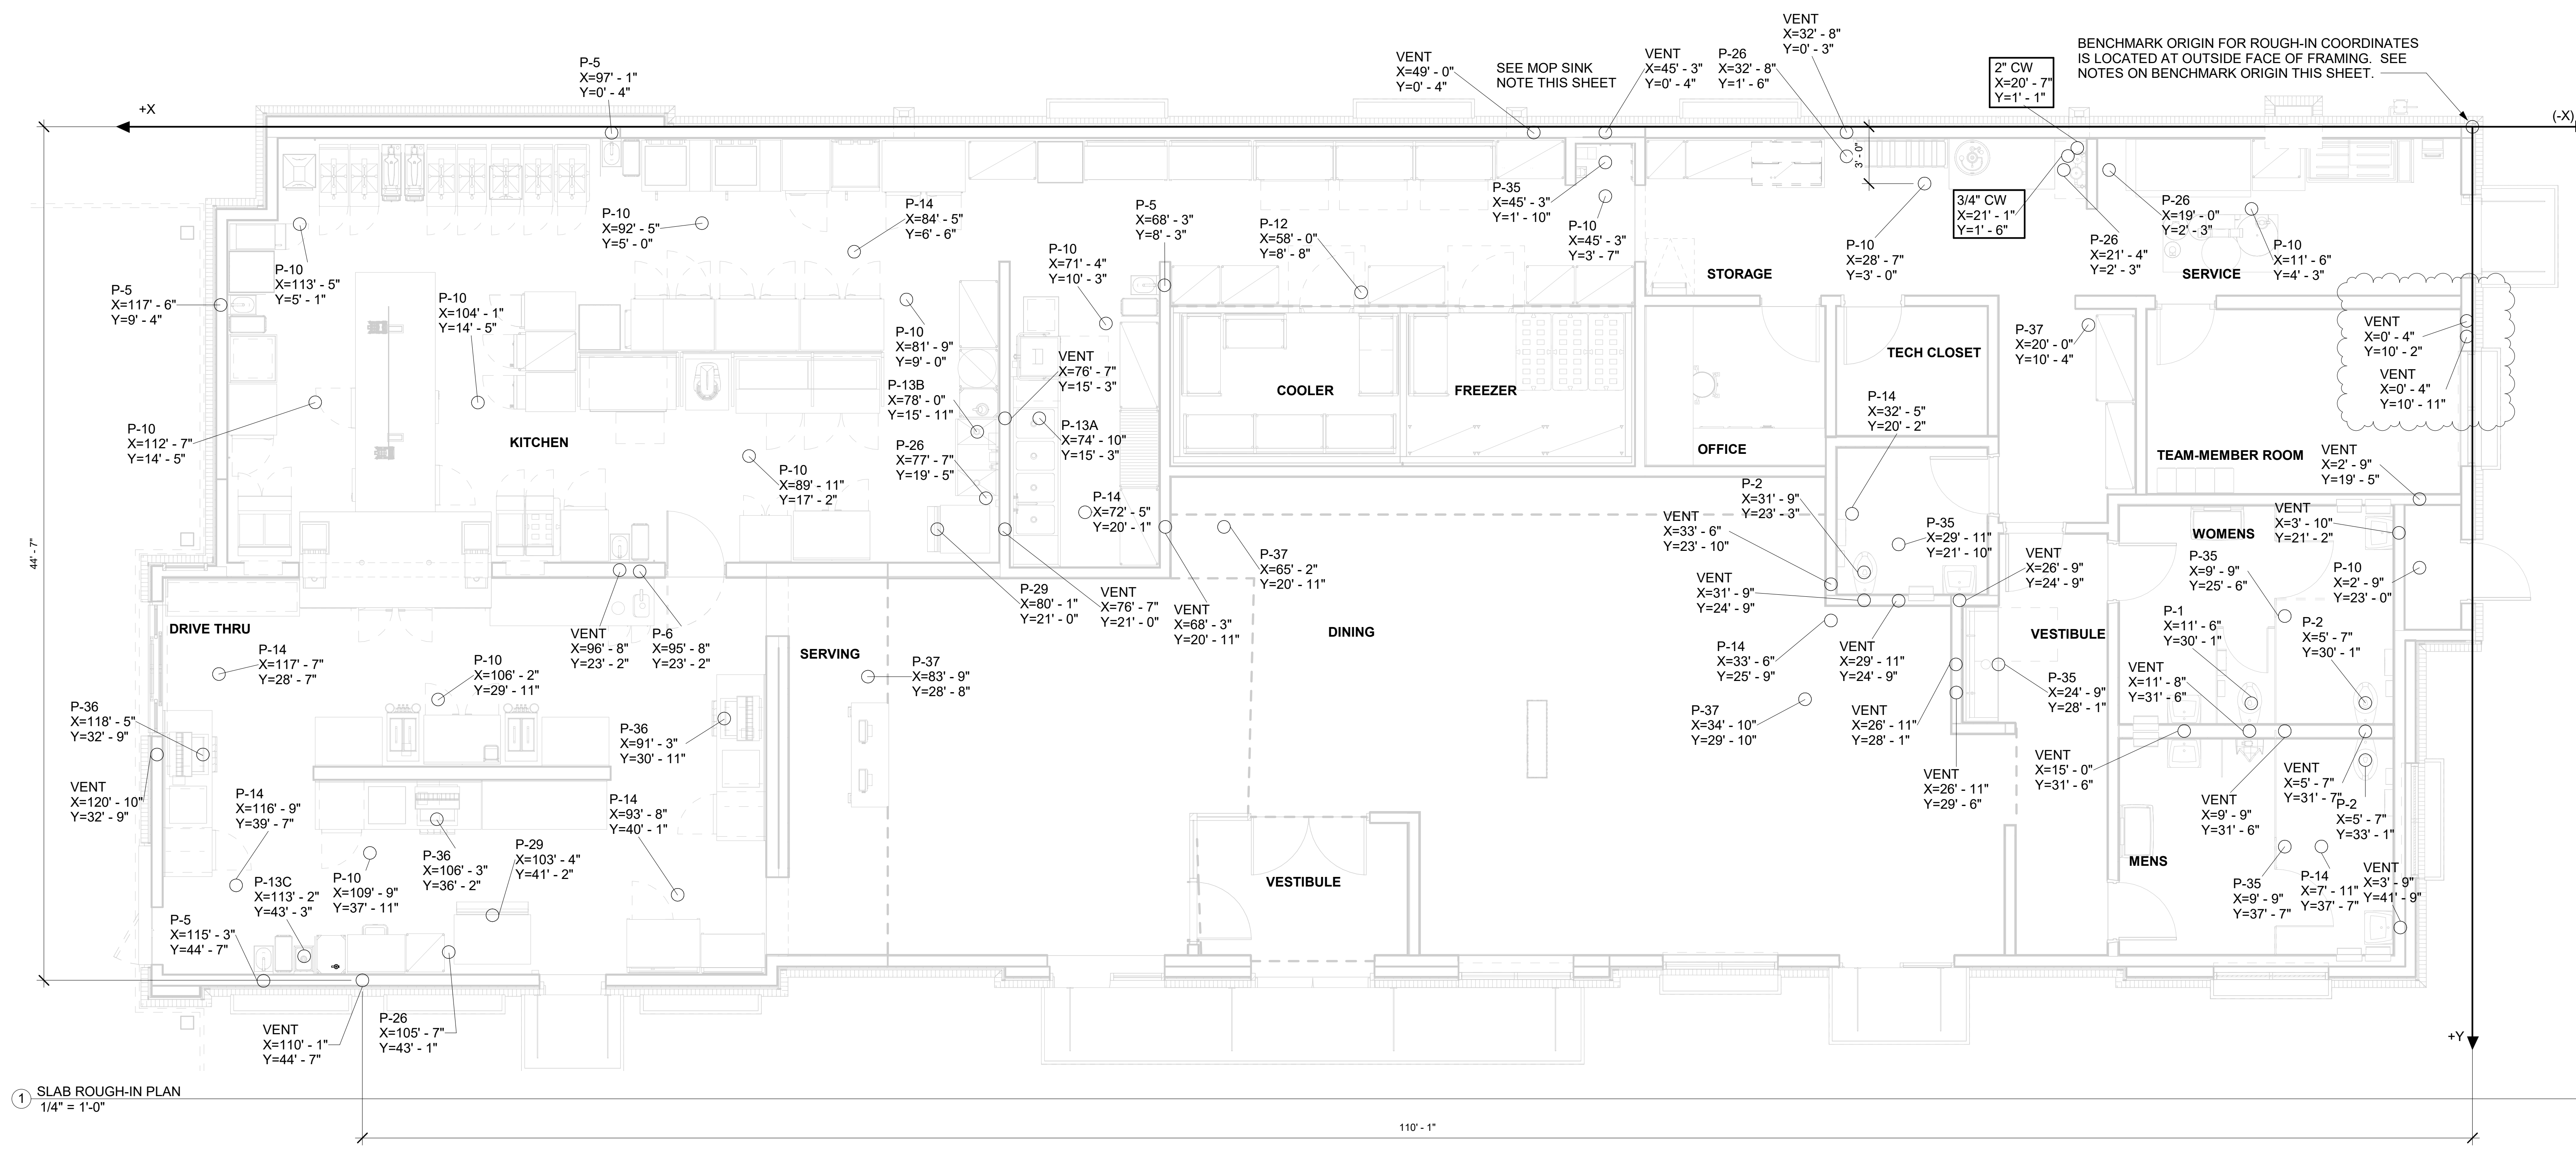 VENT
X=32' - 8"
Y=0' - 3"
BENCHMARK ORIGIN FOR ROUGH-IN COORDINATES
IS LOCATED AT OUTSIDE FACE OF FRAMING.  SEE
NOTES ON BENCHMARK ORIGIN THIS SHEET.
P-5
X=97' - 1"
Y=0' - 4"
VENT
X=49' - 0"
Y=0' - 4"
SEE MOP SINK
NOTE THIS SHEET
VENT
X=45' - 3"
Y=0' - 4"
P-26
X=32' - 8"
Y=1' - 6"
2" CW
X=20' - 7"
Y=1' - 1"
+X
(-X)
3' - 0"
P-10
X=92' - 5"
Y=5' - 0"
P-14
X=84' - 5"
Y=6' - 6"
P-5
X=68' - 3"
Y=8' - 3"
P-35
X=45' - 3"
Y=1' - 10"
3/4" CW
X=21' - 1"
Y=1' - 6"
P-26
X=19' - 0"
Y=2' - 3"
P-12
X=58' - 0"
Y=8' - 8"
P-10
X=45' - 3"
Y=3' - 7"
P-10
X=28' - 7"
Y=3' - 0"
P-26
X=21' - 4"
Y=2' - 3"
P-10
X=11' - 6"
Y=4' - 3"
P-10
X=71' - 4"
Y=10' - 3"
P-10
X=113' - 5"
Y=5' - 1"
STORAGE
SERVICE
P-5
X=117' - 6"
Y=9' - 4"
P-10
X=104' - 1"
Y=14' - 5"
P-10
X=81' - 9"
Y=9' - 0"
P-37
X=20' - 0"
Y=10' - 4"
VENT
X=0' - 4"
Y=10' - 2"
VENT
X=76' - 7"
Y=15' - 3"
TECH CLOSET
VENT
X=0' - 4"
Y=10' - 11"
P-13B
X=78' - 0"
Y=15' - 11"
COOLER
FREEZER
P-14
X=32' - 5"
Y=20' - 2"
P-10
X=112' - 7"
Y=14' - 5"
KITCHEN
P-13A
X=74' - 10"
Y=15' - 3"
P-26
X=77' - 7"
Y=19' - 5"
OFFICE
TEAM-MEMBER ROOM
VENT
X=2' - 9"
Y=19' - 5"
P-10
X=89' - 11"
Y=17' - 2"
P-14
X=72' - 5"
Y=20' - 1"
P-2
X=31' - 9"
Y=23' - 3"
44' - 7"
VENT
X=33' - 6"
Y=23' - 10"
P-35
X=29' - 11"
Y=21' - 10"
WOMENS
VENT
X=3' - 10"
Y=21' - 2"
P-37
X=65' - 2"
Y=20' - 11"
VENT
X=26' - 9"
Y=24' - 9"
P-35
X=9' - 9"
Y=25' - 6"
P-10
X=2' - 9"
Y=23' - 0"
P-29
X=80' - 1"
Y=21' - 0"
VENT
X=76' - 7"
Y=21' - 0"
VENT
X=68' - 3"
Y=20' - 11"
VENT
X=31' - 9"
Y=24' - 9"
DRIVE THRU
VENT
X=96' - 8"
Y=23' - 2"
P-6
X=95' - 8"
Y=23' - 2"
SERVING
DINING
VESTIBULE
P-1
X=11' - 6"
Y=30' - 1"
P-2
X=5' - 7"
Y=30' - 1"
P-14
X=117' - 7"
Y=28' - 7"
P-10
X=106' - 2"
Y=29' - 11"
P-37
X=83' - 9"
Y=28' - 8"
P-14
X=33' - 6"
Y=25' - 9"
VENT
X=29' - 11"
Y=24' - 9"
P-35
X=24' - 9"
Y=28' - 1"
VENT
X=11' - 8"
Y=31' - 6"
P-36
X=118' - 5"
Y=32' - 9"
P-36
X=91' - 3"
Y=30' - 11"
P-37
X=34' - 10"
Y=29' - 10"
VENT
X=26' - 11"
Y=28' - 1"
VENT
X=120' - 10"
Y=32' - 9"
VENT
X=26' - 11"
Y=29' - 6"
VENT
X=15' - 0"
Y=31' - 6"
VENT
X=5' - 7"
Y=31' - 7"
P-14
X=116' - 9"
Y=39' - 7"
P-14
X=93' - 8"
Y=40' - 1"
VENT
X=9' - 9"
Y=31' - 6"
P-2
X=5' - 7"
Y=33' - 1"
P-36
X=106' - 3"
Y=36' - 2"
P-29
X=103' - 4"
Y=41' - 2"
MENS
P-13C
X=113' - 2"
Y=43' - 3"
P-10
X=109' - 9"
Y=37' - 11"
VESTIBULE
P-35
X=9' - 9"
Y=37' - 7"
P-14
X=7' - 11"
Y=37' - 7"
VENT
X=3' - 9"
Y=41' - 9"
P-5
X=115' - 3"
Y=44' - 7"
VENT
X=110' - 1"
Y=44' - 7"
P-26
X=105' - 7"
Y=43' - 1"
+Y
1 SLAB ROUGH-IN PLAN
1/4" = 1'-0"
110' - 1"